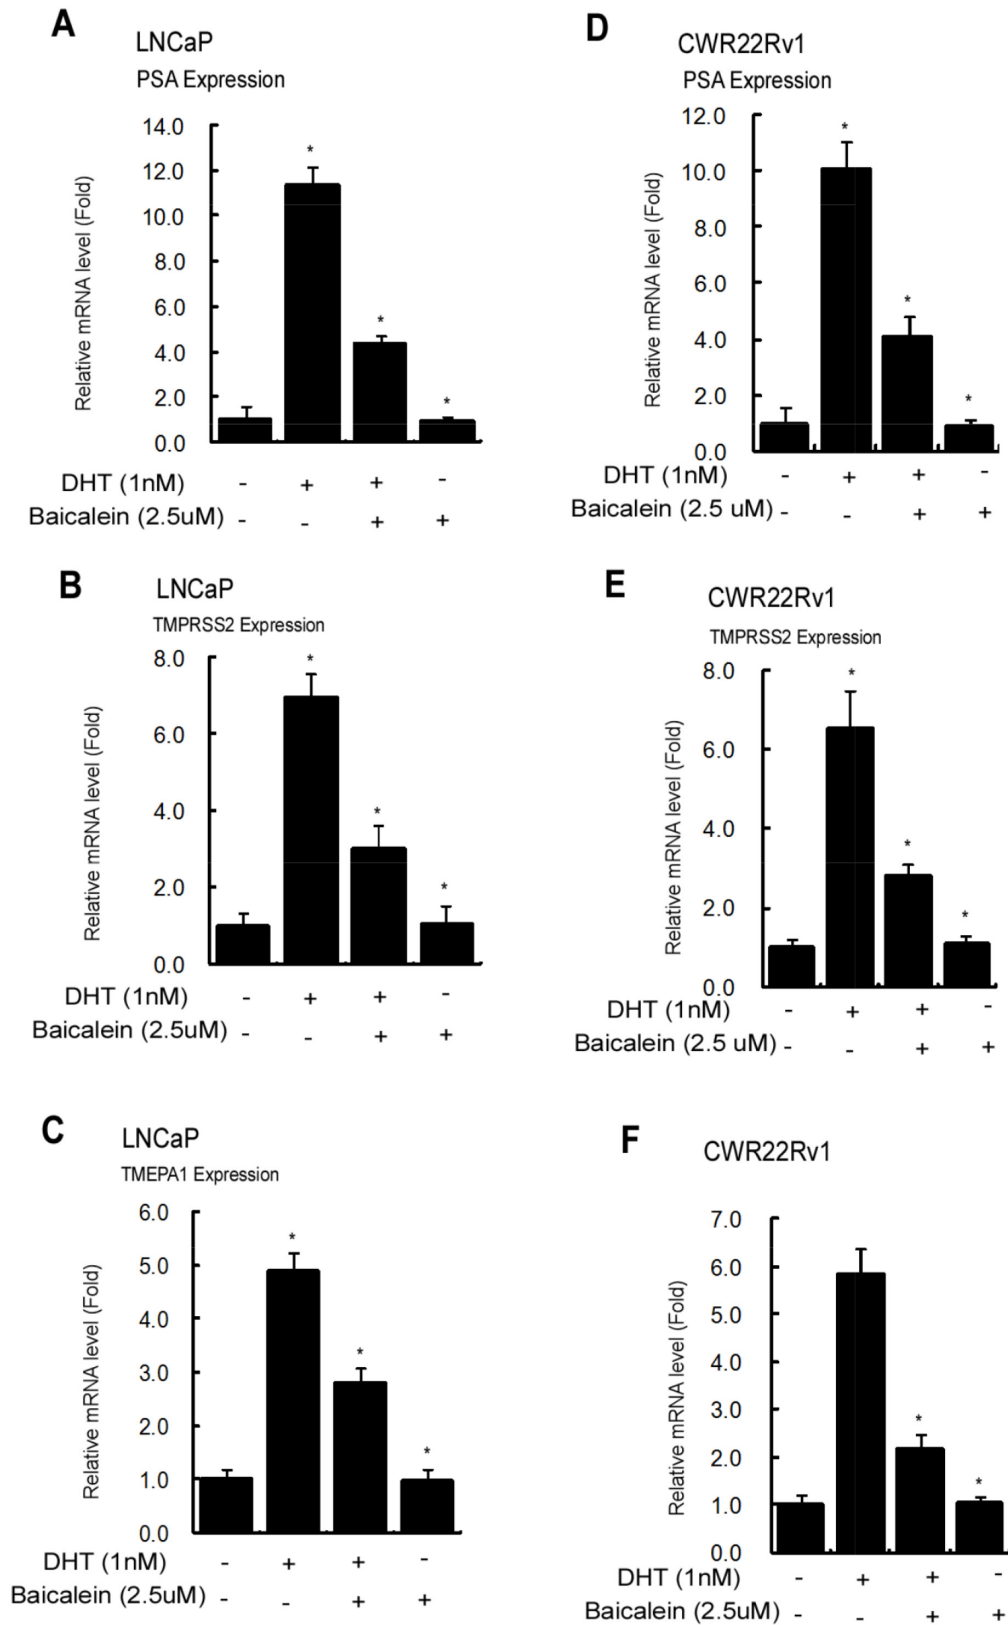 A
LNCaP
PSA Expression
Relative mRNA level (Fold)
14.0
12.0
10.0
8.0
6.0
4.0
2.0
0.0
*
*
*
DHT (1nM) - + + -
Baicalein (2.5uM) - - + +
D
CWR22Rv1
PSA Expression
Relative mRNA level (Fold)
12.0
10.0
8.0
6.0
4.0
2.0
0.0
*
*
*
DHT (1nM) - + + -
Baicalein (2.5 uM) - - + +
B
LNCaP
TMPRSS2 Expression
Relative mRNA level (Fold)
8.0
6.0
4.0
2.0
0.0
*
*
*
DHT (1nM) - + + -
Baicalein (2.5uM) - - + +
E
CWR22Rv1
TMPRSS2 Expression
Relative mRNA level (Fold)
8.0
6.0
4.0
2.0
0.0
*
*
*
DHT (1nM) - + + -
Baicalein (2.5 uM) - - + +
C
LNCaP
TMEPA1 Expression
Relative mRNA level (Fold)
6.0
5.0
4.0
3.0
2.0
1.0
0.0
*
*
*
DHT (1nM) - + + -
Baicalein (2.5uM) - - + +
F
CWR22Rv1
Relative mRNA level (Fold)
7.0
6.0
5.0
4.0
3.0
2.0
1.0
0.0
*
*
DHT (1nM) - + + -
Baicalein (2.5uM) - - + +